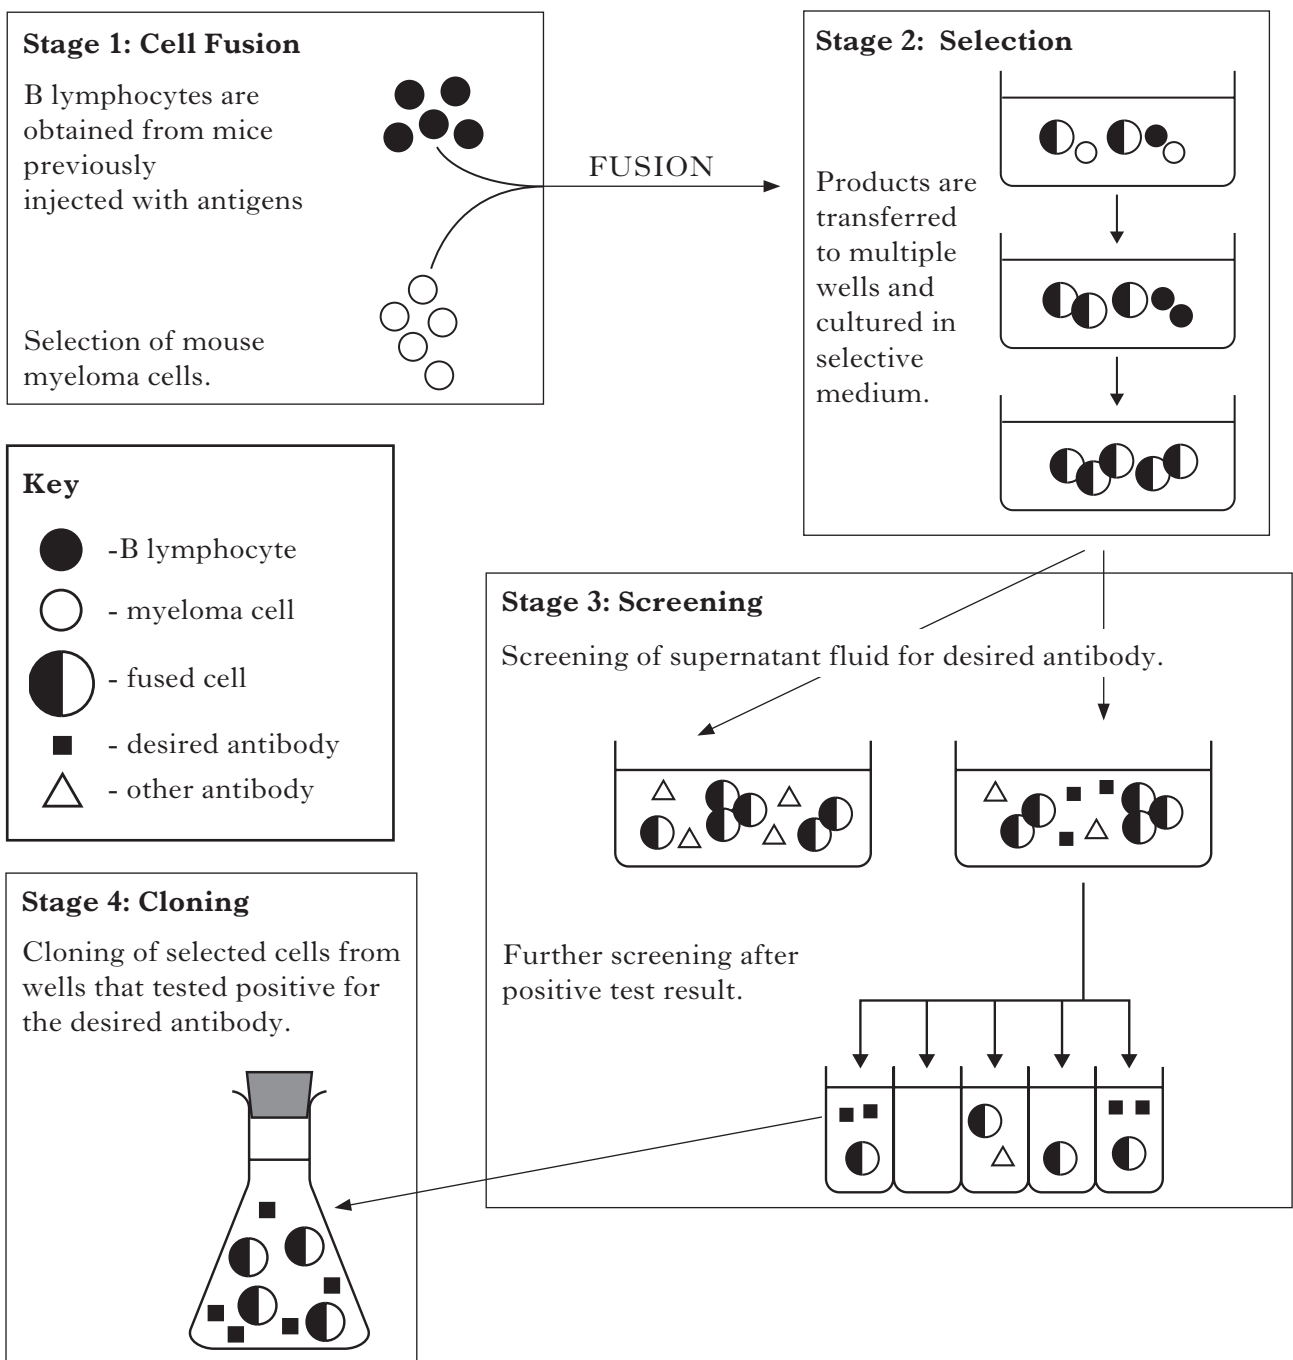 Stage 1: Cell Fusion
B lymphocytes are
obtained from mice
previously
injected with antigens
Selection of mouse
myeloma cells.
FUSION
Stage 2: Selection
Products are
transferred
to multiple
wells and
cultured in
selective
medium.
Key
-B lymphocyte
- myeloma cell
- fused cell
- desired antibody
- other antibody
Stage 3: Screening
Screening of supernatant fluid for desired antibody.
Further screening after
positive test result.
Stage 4: Cloning
Cloning of selected cells from
wells that tested positive for
the desired antibody.